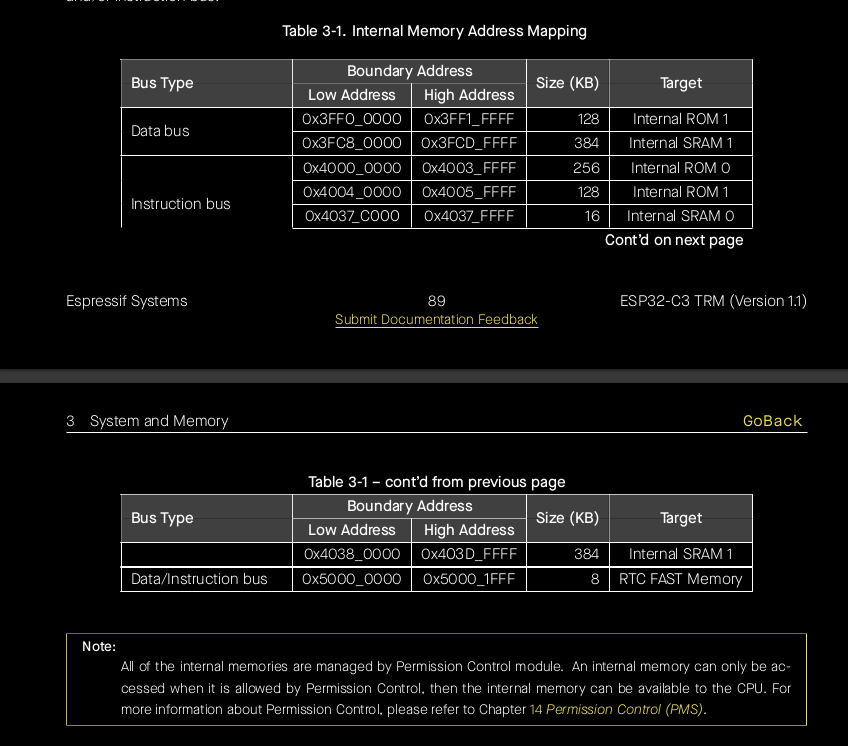 and/or instruction bus.
Table 3-1. Internal Memory Address Mapping
Bus Type Boundary Address Size (KB) Target
Low Address High Address
Data bus 0x3FF0_0000 0x3FF1_FFFF 128 Internal ROM 1
0x3FC8_0000 0x3FCD_FFFF 384 Internal SRAM 1
Instruction bus 0x4000_0000 0x4003_FFFF 256 Internal ROM 0
0x4004_0000 0x4005_FFFF 128 Internal ROM 1
0x4037_C000 0x4037_FFFF 16 Internal SRAM 0
Cont'd on next page
Espressif Systems 89 ESP32-C3 TRM (Version 1.1)
Submit Documentation Feedback
3 System and Memory GoBack
Table 3-1 – cont'd from previous page
Bus Type Boundary Address Size (KB) Target
Low Address High Address
0x4038_0000 0x403D_FFFF 384 Internal SRAM 1
Data/Instruction bus 0x5000_0000 0x5000_1FFF 8 RTC FAST Memory
Note:
All of the internal memories are managed by Permission Control module. An internal memory can only be ac-
cessed when it is allowed by Permission Control, then the internal memory can be available to the CPU. For
more information about Permission Control, please refer to Chapter 14 Permission Control (PMS).